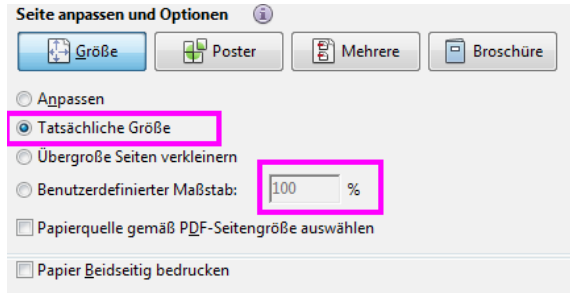 Seite anpassen und Optionen
Größe Poster Mehrere Broschüre
Anpassen
Tatsächliche Größe
Übergroße Seiten verkleinern
Benutzerdefinierter Maßstab: 100 %
Papierquelle gemäß PDF-Seitengröße auswählen
Papier Beidseitig bedrucken